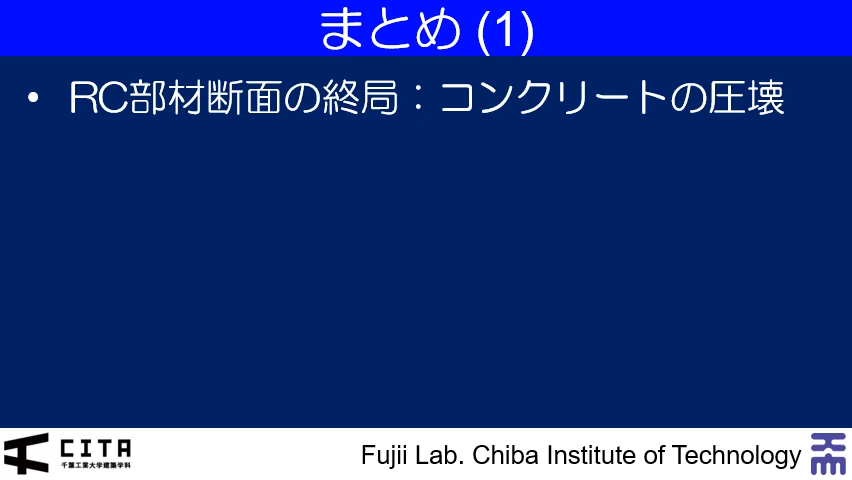 まとめ (1)
• RC部材断面の終局：コンクリートの圧壊
CITA
千葉工業大学建築学科
Fujii Lab. Chiba Institute of Technology